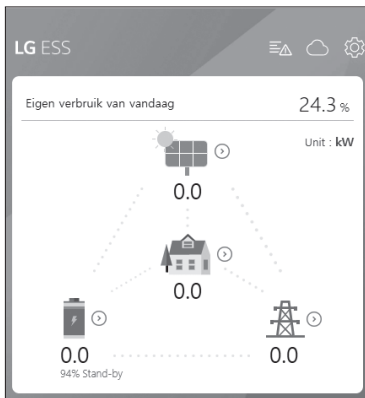 LG ESS
Eigen verbruik van vandaag 24.3 %
Unit : kW
0.0
0.0
0.0 0.0
94% Stand-by